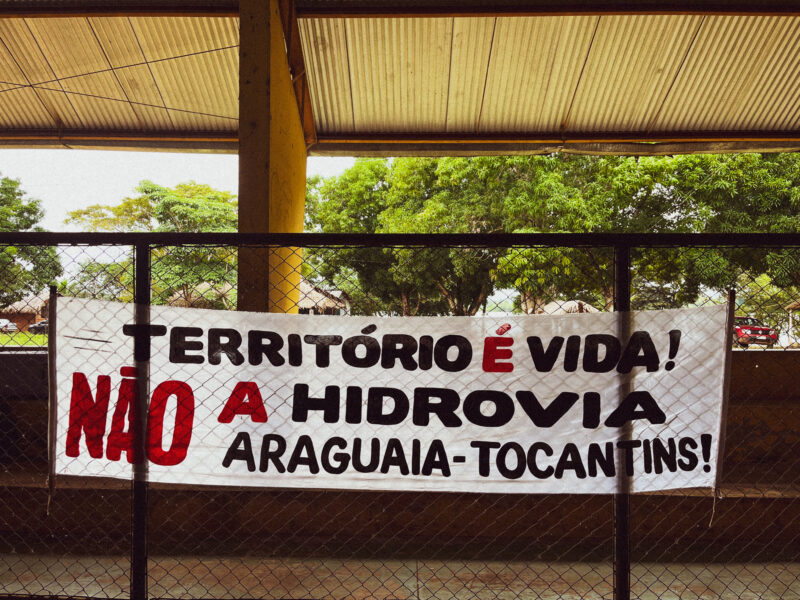 TERRITÓRIO É VIDA!
NÃO A HIDROVIA
ARAGUAIA-TOCANTINS!